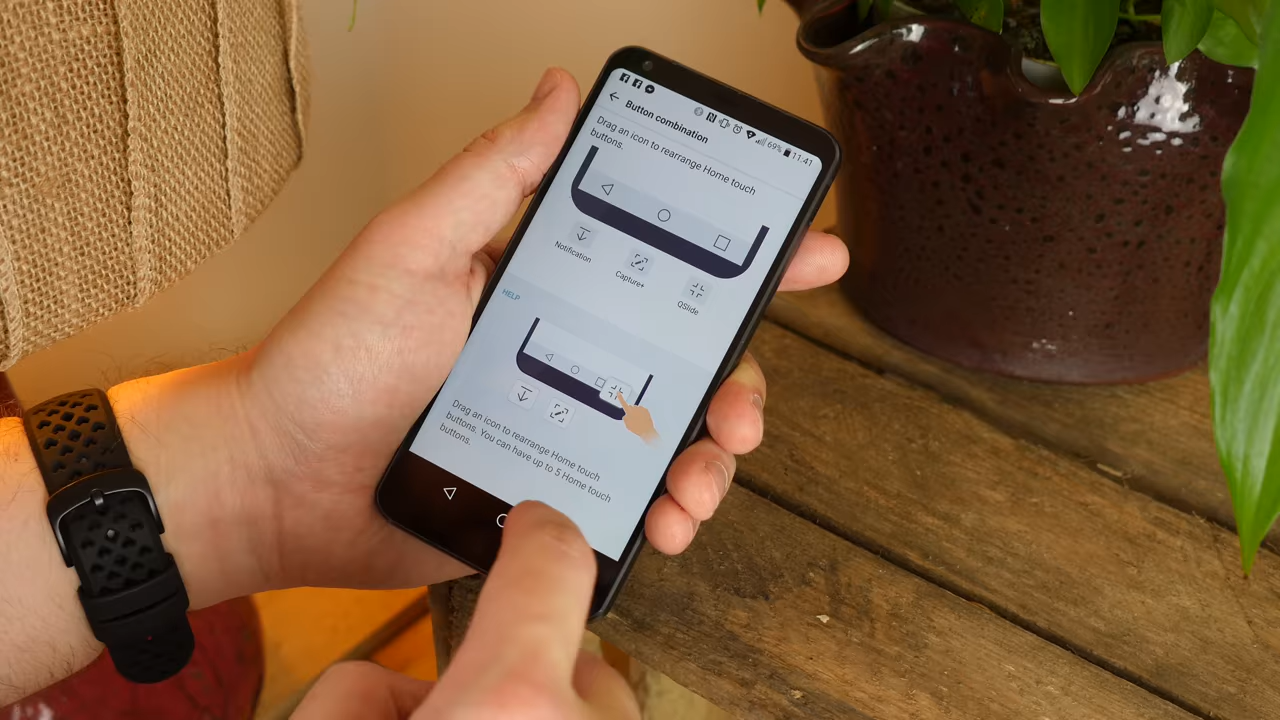 69% 11.41
Button combination
Drag an icon to rearrange Home touch
buttons.
Notification
Capture+
QSlide
HELP
Drag an icon to rearrange Home touch
buttons. You can have up to 5 Home touch
buttons.